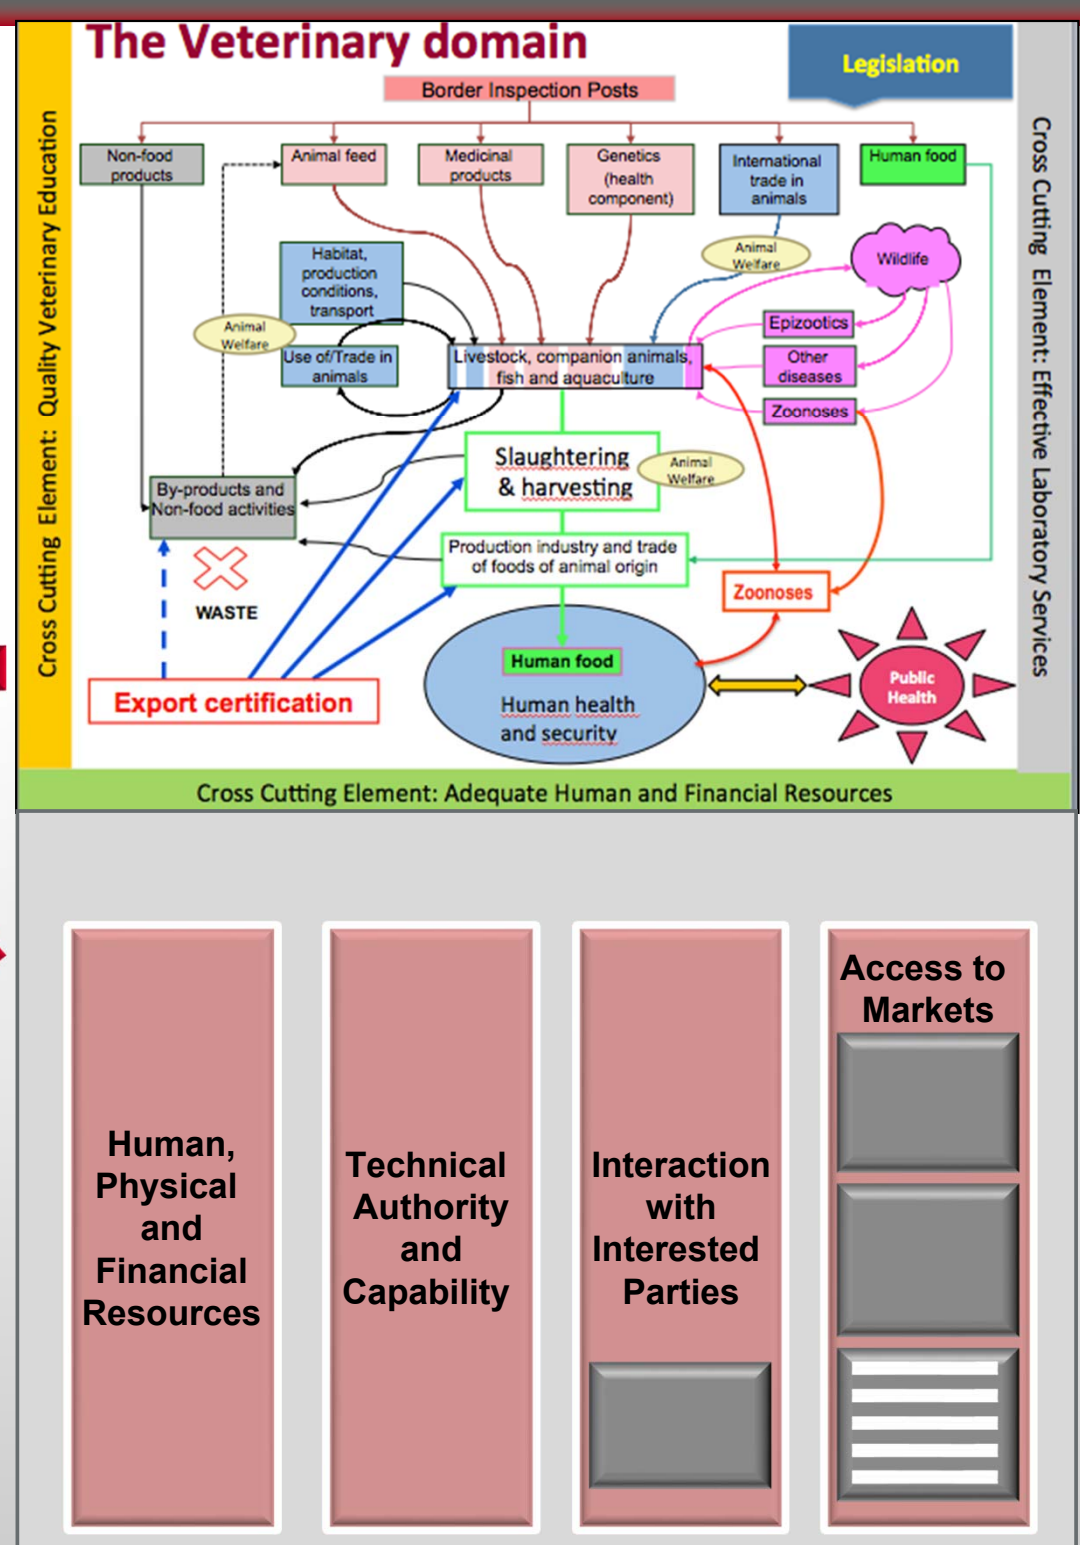 The Veterinary domain
Legislation
Border Inspection Posts
Cross Cutting Element: Quality Veterinary Education
Cross Cutting Element: Effective Laboratory Services
Non-food
products
Animal feed
Medicinal
products
Genetics
(health
component)
International
trade in
animals
Human food
Animal
Welfare
Wildlife
Habitat,
production
conditions,
transport
Animal
Welfare
Use of/Trade in
animals
Livestock, companion animals,
fish and aquaculture
Epizootics
Other
diseases
Zoonoses
Slaughtering
& harvesting
Animal
Welfare
By-products and
Non-food activities
Production industry and trade
of foods of animal origin
WASTE
Zoonoses
Human food
Human health
and security
Public
Health
Export certification
Cross Cutting Element: Adequate Human and Financial Resources
Human,
Physical
and
Financial
Resources
Technical
Authority
and
Capability
Interaction
with
Interested
Parties
Access to
Markets